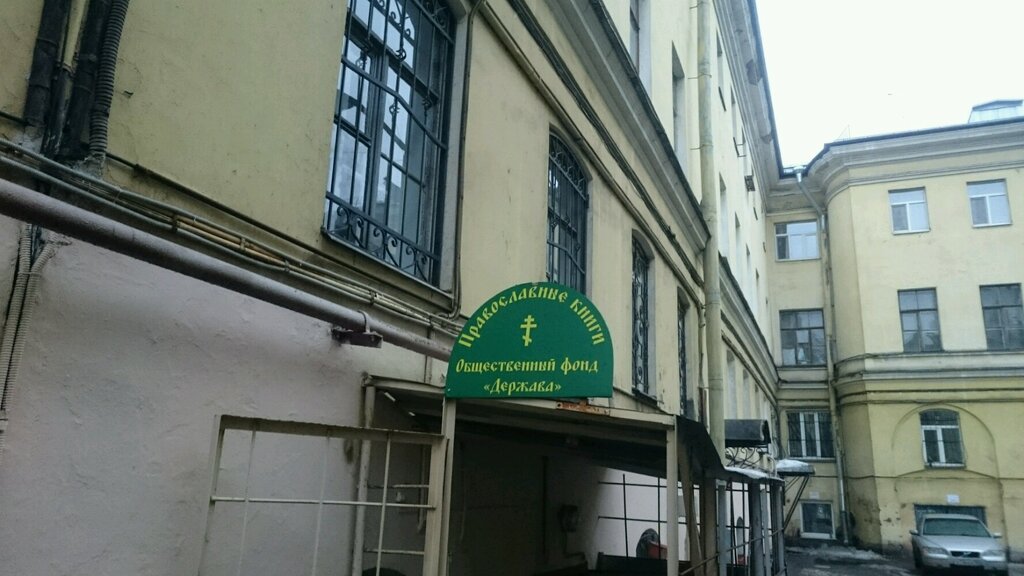 Православные книги
Общественный фонд
«Держава»